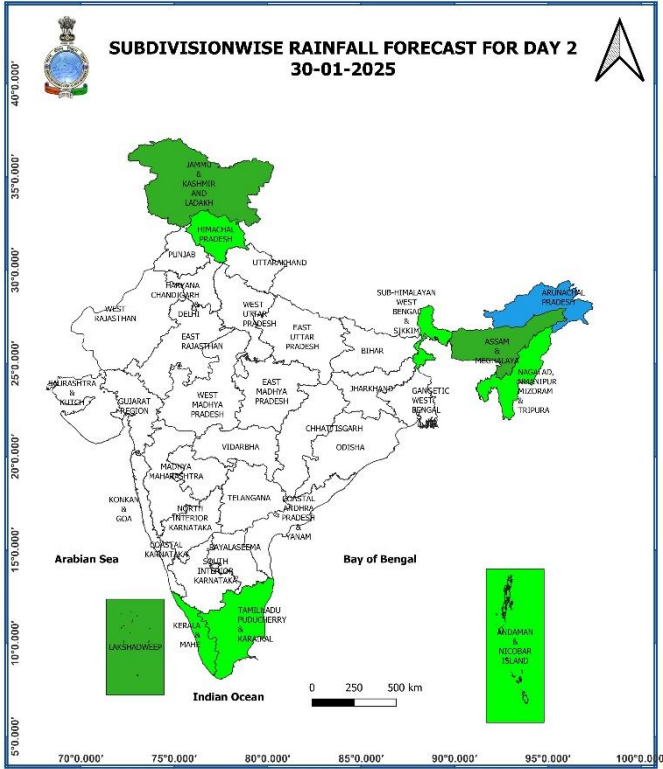 SUBDIVISIONWISE RAINFALL FORECAST FOR DAY 2
30-01-2025
40°0.000'
35°0.000'
30°0.000'
25°0.000'
20°0.000'
15°0.000'
10°0.000'
5°0.000'
JAMMU
&
KASHMIR
AND
LADAKH
HIMACHAL
PRADESH
PUNJAB
UTTARAKHAND
HARYANA
CHANDIGARH
&
DELHI
WEST
RAJASTHAN
WEST
UTTAR
PRADESH
EAST
RAJASTHAN
EAST
UTTAR
PRADESH
SUB-HIMALAYAN
WEST
BENGAL
&
SIKKIM
ARUNACHAL
PRADESH
ASSAM
&
MEGHALAYA
BIHAR
NAGALAD,
MANIPUR
MIZORAM
&
TRIPURA
SAURASHTRA
&
KUTCH
GUJARAT
REGION
WEST
MADHYA
PRADESH
EAST
MADHYA
PRADESH
JHARKHAND
GANGETIC
WEST
BENGAL
CHHATTISGARH
ODISHA
VIDARBHA
MADHYA
MAHARASHTRA
TELANGANA
KONKAN
&
GOA
NORTH
INTERIOR
KARNATAKA
COASTAL
ANDHRA
PRADESH
&
YANAM
COASTAL
KARNATAKA
RAYALASEEMA
SOUTH
INTERIOR
KARNATAKA
Arabian Sea
Bay of Bengal
LAKSHADWEEP
KERALA
&
MAHE
TAMILNADU
PUDUCHERRY
&
KARAIKAL
ANDAMAN
&
NICOBAR
ISLAND
Indian Ocean
0 250 500 km
70°0.000' 75°0.000' 80°0.000' 85°0.000' 90°0.000' 95°0.000' 100°0.000'